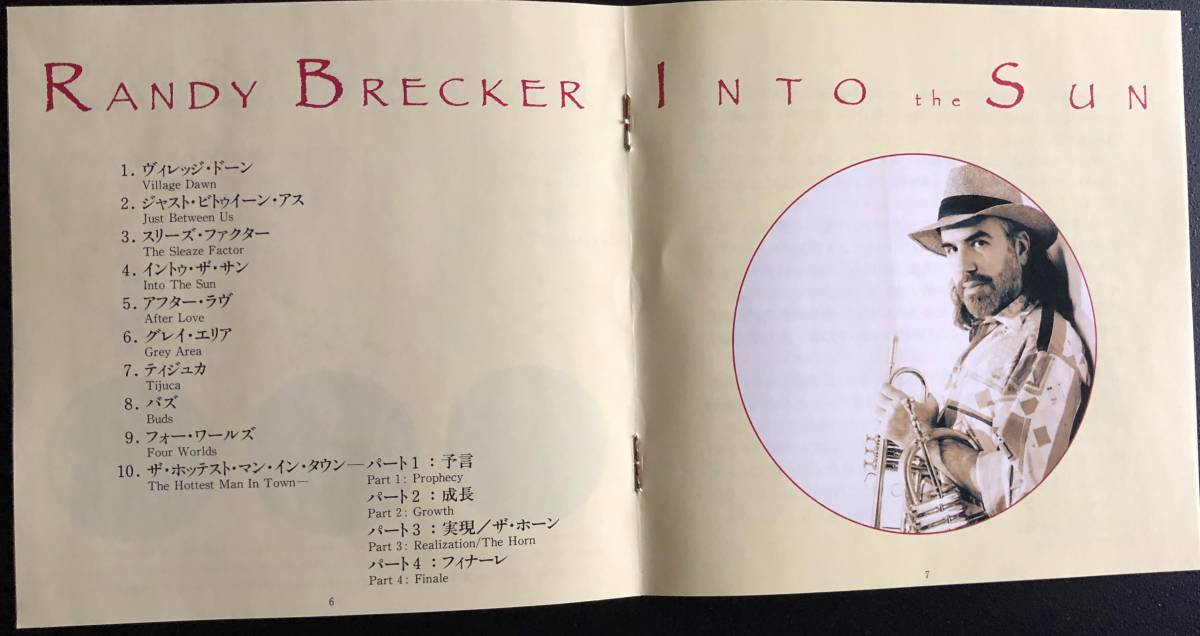 RANDY BRECKER INTO the SUN
1. ヴィレッジ・ドーン
Village Dawn
2. ジャスト・ビトゥイーン・アス
Just Between Us
3. スリーズ・ファクター
The Sleaze Factor
4. イントゥ・ザ・サン
Into The Sun
5. アフター・ラヴ
After Love
6. グレイ・エリア
Grey Area
7. ティジュカ
Tijuca
8. バズ
Buds
9. フォー・ワールズ
Four Worlds
10. ザ・ホッテスト・マン・イン・タウン—パート1:予言
The Hottest Man In Town— Part 1: Prophecy
パート2:成長
Part 2: Growth
パート3:実現/ザ・ホーン
Part 3: Realization/The Horn
パート4:フィナーレ
Part 4: Finale
6
7